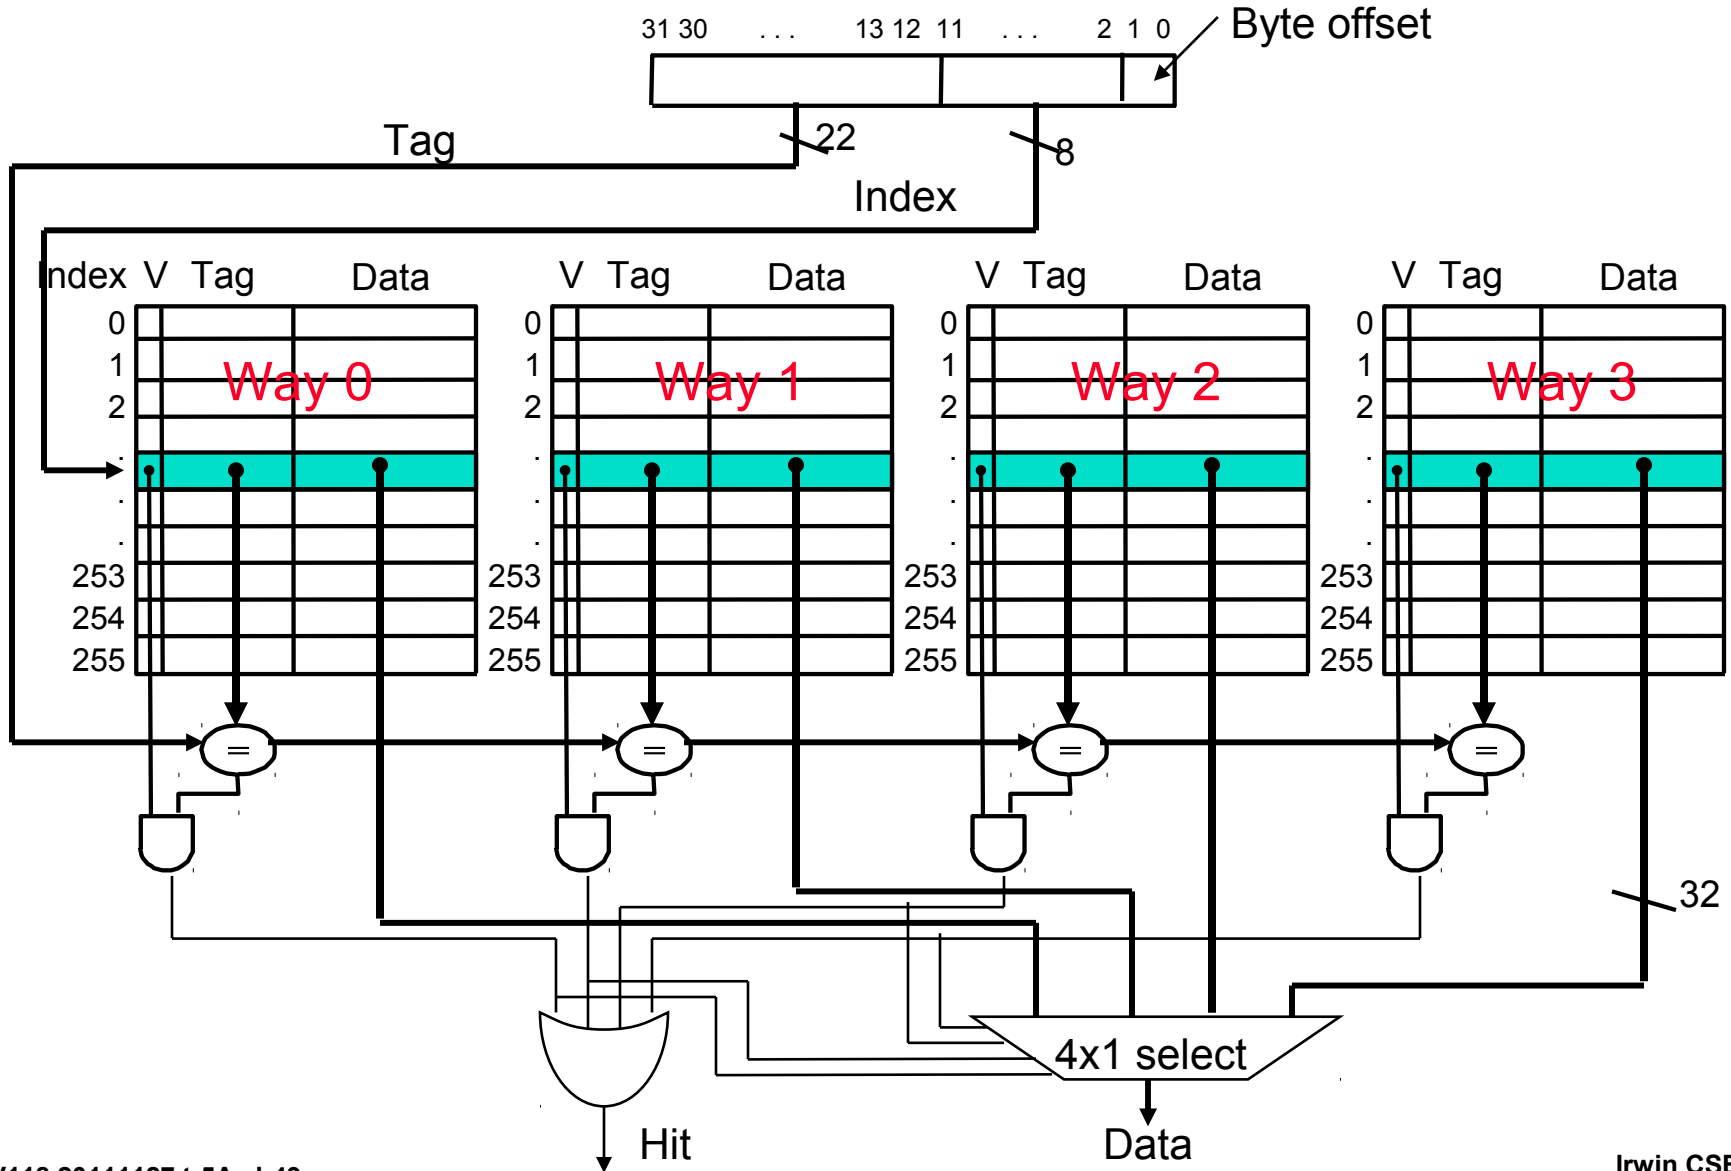 31 30 . . . 13 12 11 . . . 2 1 0 Byte offset
Tag 22 8
Index
Index V Tag Data V Tag Data V Tag Data V Tag Data
0 0 0 0
1 Way 0 1 Way 1 1 Way 2 1 Way 3
2 2 2 2
. . . .
. . . .
. . . .
253 253 253 253
254 254 254 254
255 255 255 255
= = = =
32
4x1 select
Hit Data
Irwin CSE